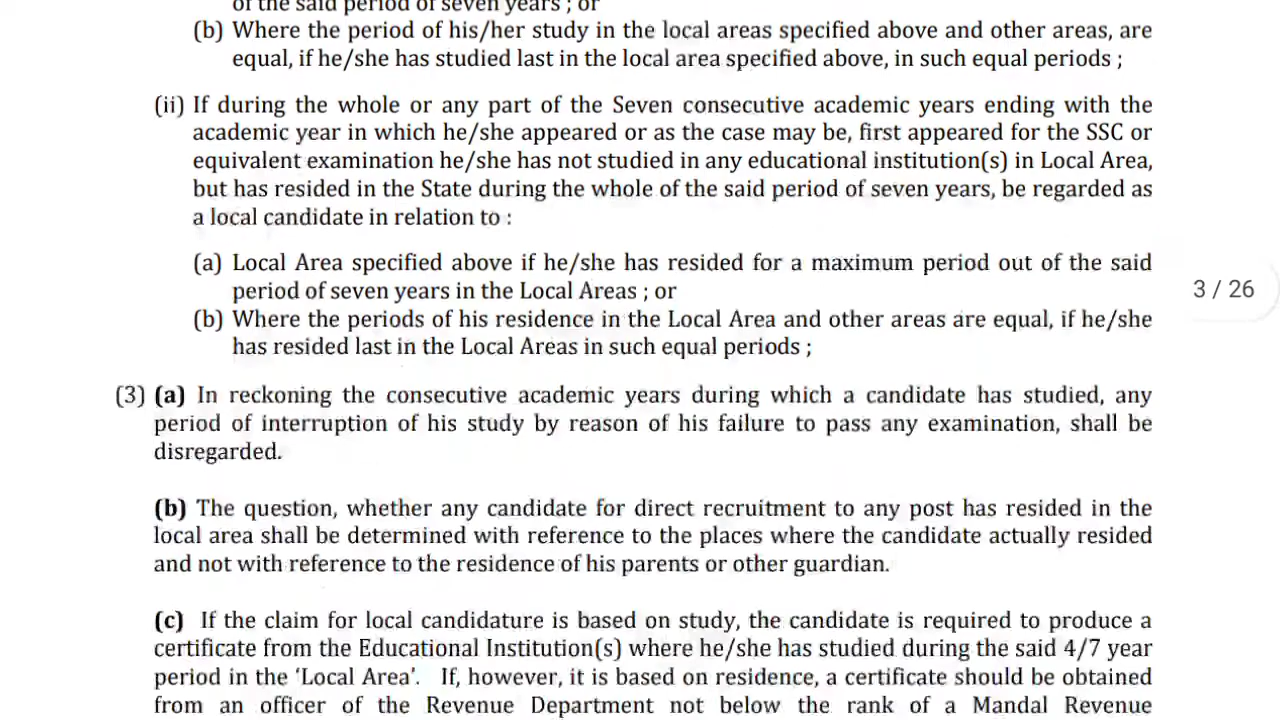 of the said period of seven years ; or
(b) Where the period of his/her study in the local areas specified above and other areas, are
equal, if he/she has studied last in the local area specified above, in such equal periods ;
(ii) If during the whole or any part of the Seven consecutive academic years ending with the
academic year in which he/she appeared or as the case may be, first appeared for the SSC or
equivalent examination he/she has not studied in any educational institution(s) in Local Area,
but has resided in the State during the whole of the said period of seven years, be regarded as
a local candidate in relation to :
(a) Local Area specified above if he/she has resided for a maximum period out of the said
period of seven years in the Local Areas ; or
(b) Where the periods of his residence in the Local Area and other areas are equal, if he/she
has resided last in the Local Areas in such equal periods ;
3 / 26
(3) (a) In reckoning the consecutive academic years during which a candidate has studied, any
period of interruption of his study by reason of his failure to pass any examination, shall be
disregarded.
(b) The question, whether any candidate for direct recruitment to any post has resided in the
local area shall be determined with reference to the places where the candidate actually resided
and not with reference to the residence of his parents or other guardian.
(c) If the claim for local candidature is based on study, the candidate is required to produce a
certificate from the Educational Institution(s) where he/she has studied during the said 4/7 year
period in the 'Local Area'. If, however, it is based on residence, a certificate should be obtained
from an officer of the Revenue Department not below the rank of a Mandal Revenue